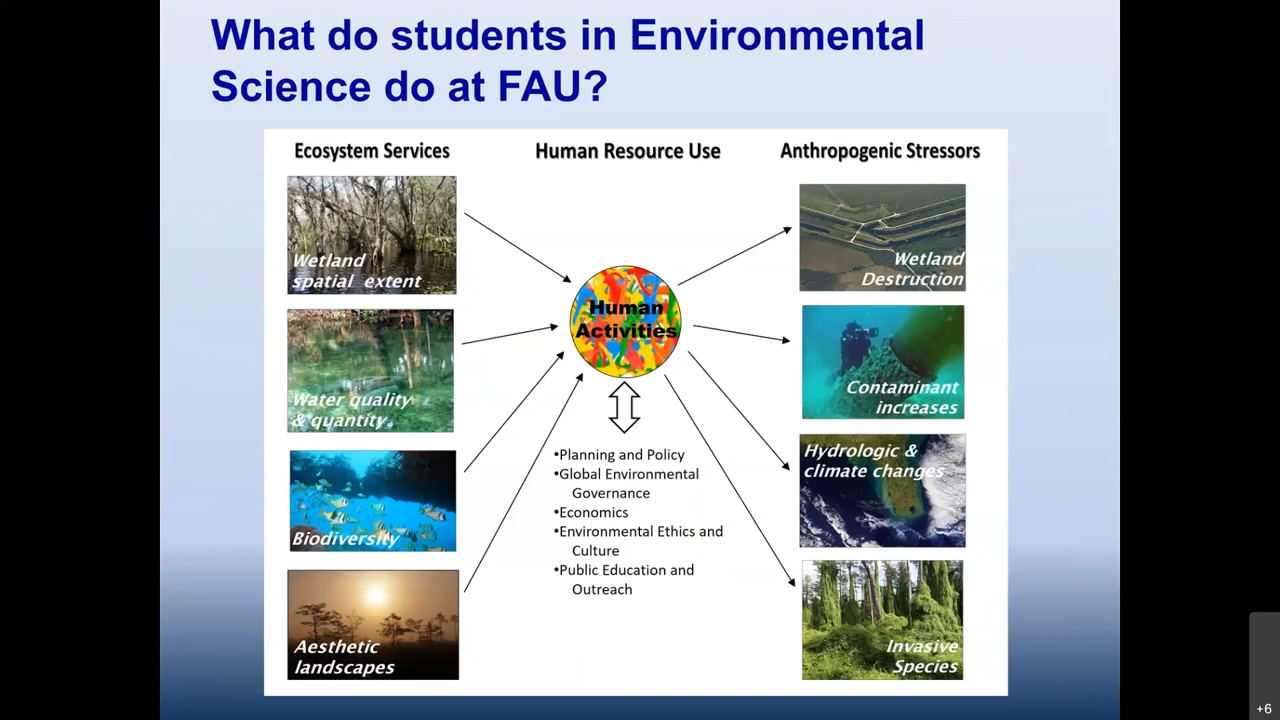 What do students in Environmental
Science do at FAU?
Ecosystem Services
Human Resource Use
Anthropogenic Stressors
Wetland
spatial extent
Water quality
& quantity
Biodiversity
Aesthetic
landscapes
Human
Activities
•Planning and Policy
•Global Environmental
Governance
•Economics
•Environmental Ethics and
Culture
•Public Education and
Outreach
Wetland
Destruction
Contaminant
increases
Hydrologic &
climate changes
Invasive
Species
+6